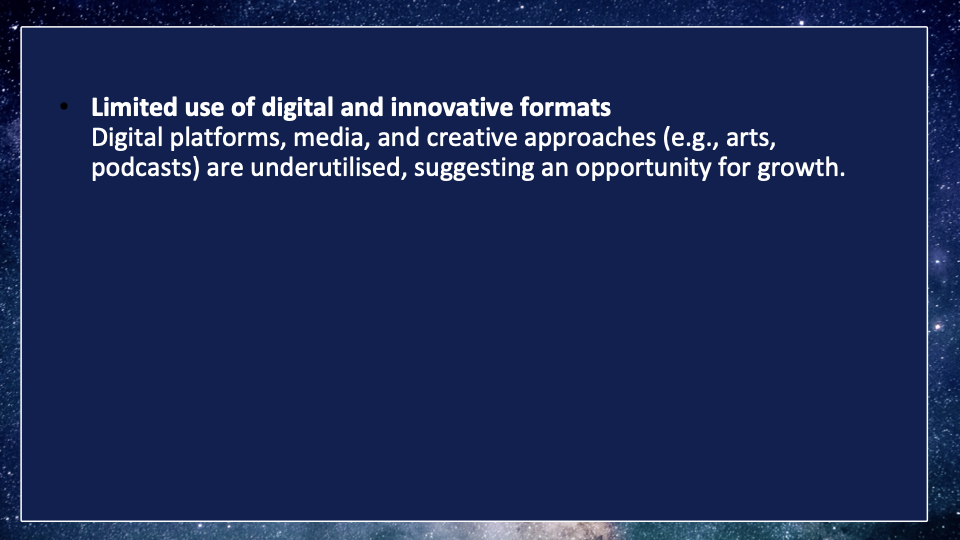 • Limited use of digital and innovative formats
Digital platforms, media, and creative approaches (e.g., arts,
podcasts) are underutilised, suggesting an opportunity for growth.